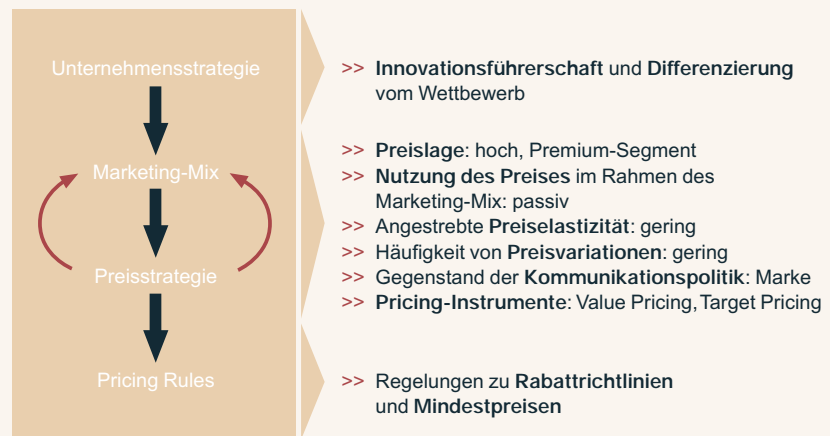 Unternehmensstrategie
>> Innovationsführerschaft und Differenzierung
vom Wettbewerb
Marketing-Mix
>> Preislage: hoch, Premium-Segment
>> Nutzung des Preises im Rahmen des
Marketing-Mix: passiv
>> Angestrebte Preiselastizität: gering
>> Häufigkeit von Preisvariationen: gering
Preisstrategie
>> Gegenstand der Kommunikationspolitik: Marke
>> Pricing-Instrumente: Value Pricing, Target Pricing
Pricing Rules
>> Regelungen zu Rabattrichtlinien
und Mindestpreisen